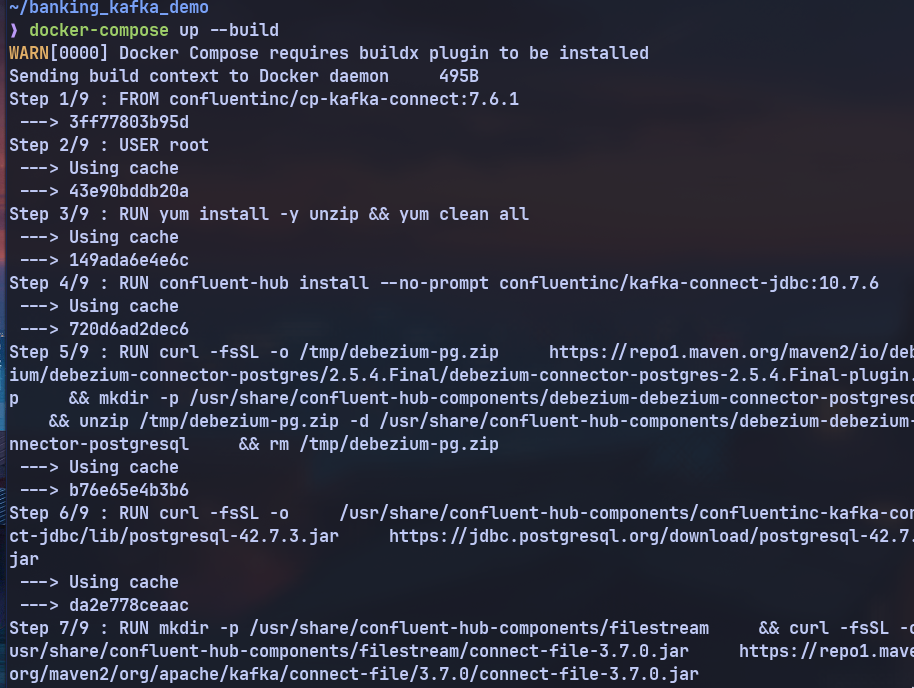 ~/banking_kafka_demo
❯ docker-compose up --build
WARN[0000] Docker Compose requires buildx plugin to be installed
Sending build context to Docker daemon     495B
Step 1/9 : FROM confluentinc/cp-kafka-connect:7.6.1
 ---> 3ff77803b95d
Step 2/9 : USER root
 ---> Using cache
 ---> 43e90bddb20a
Step 3/9 : RUN yum install -y unzip && yum clean all
 ---> Using cache
 ---> 149ada6e4e6c
Step 4/9 : RUN confluent-hub install --no-prompt confluentinc/kafka-connect-jdbc:10.7.6
 ---> Using cache
 ---> 720d6ad2dec6
Step 5/9 : RUN curl -fsSL -o /tmp/debezium-pg.zip     https://repo1.maven.org/maven2/io/deb
ium/debezium-connector-postgres/2.5.4.Final/debezium-connector-postgres-2.5.4.Final-plugin.
p     && mkdir -p /usr/share/confluent-hub-components/debezium-debezium-connector-postgresq
    && unzip /tmp/debezium-pg.zip -d /usr/share/confluent-hub-components/debezium-debezium-
nnector-postgresql     && rm /tmp/debezium-pg.zip
 ---> Using cache
 ---> b76e65e4b3b6
Step 6/9 : RUN curl -fsSL -o     /usr/share/confluent-hub-components/confluentinc-kafka-con
ct-jdbc/lib/postgresql-42.7.3.jar     https://jdbc.postgresql.org/download/postgresql-42.7.
jar
 ---> Using cache
 ---> da2e778ceaac
Step 7/9 : RUN mkdir -p /usr/share/confluent-hub-components/filestream     && curl -fsSL -o
usr/share/confluent-hub-components/filestream/connect-file-3.7.0.jar     https://repo1.mave
org/maven2/org/apache/kafka/connect-file/3.7.0/connect-file-3.7.0.jar